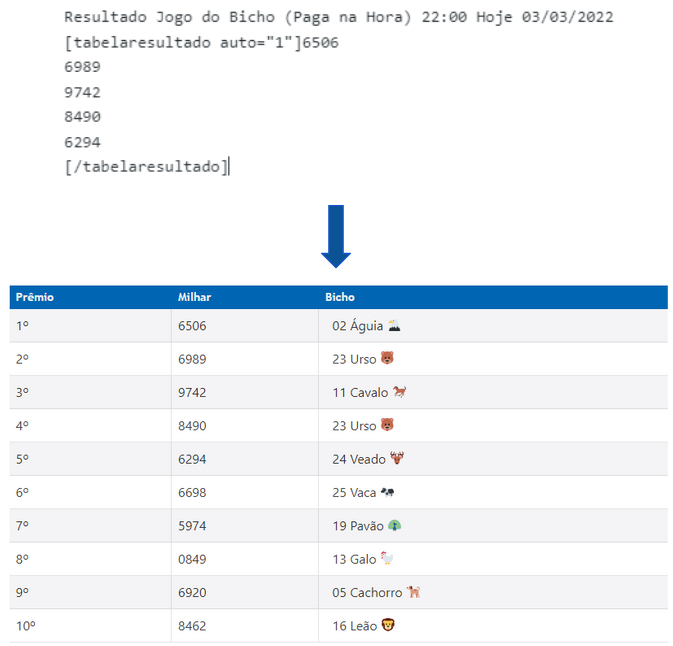 Resultado Jogo do Bicho (Paga na Hora) 22:00 Hoje 03/03/2022
[tabelaresultado auto="1"]6506
6989
9742
8490
6294
[/tabelaresultado]
Prêmio Milhar Bicho
1º 6506 02 Águia
2º 6989 23 Urso
3º 9742 11 Cavalo
4º 8490 23 Urso
5º 6294 24 Veado
6º 6698 25 Vaca
7º 5974 19 Pavão
8º 0849 13 Galo
9º 6920 05 Cachorro
10º 8462 16 Leão